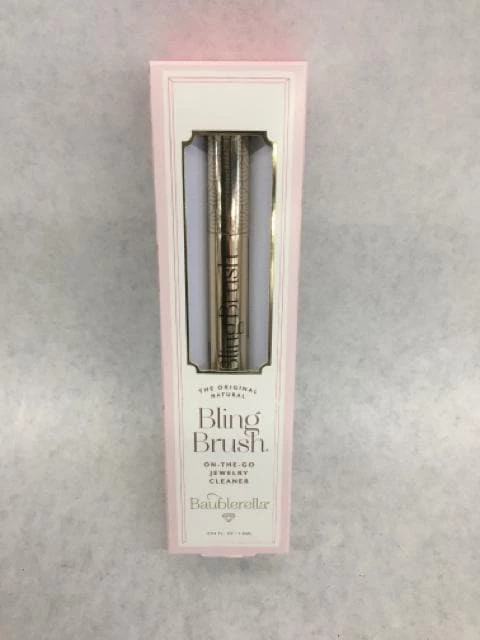 Bling Brush
THE ORIGINAL
NATURAL
Bling
Brush
ON-THE-GO
JEWELRY
CLEANER
Baublerella